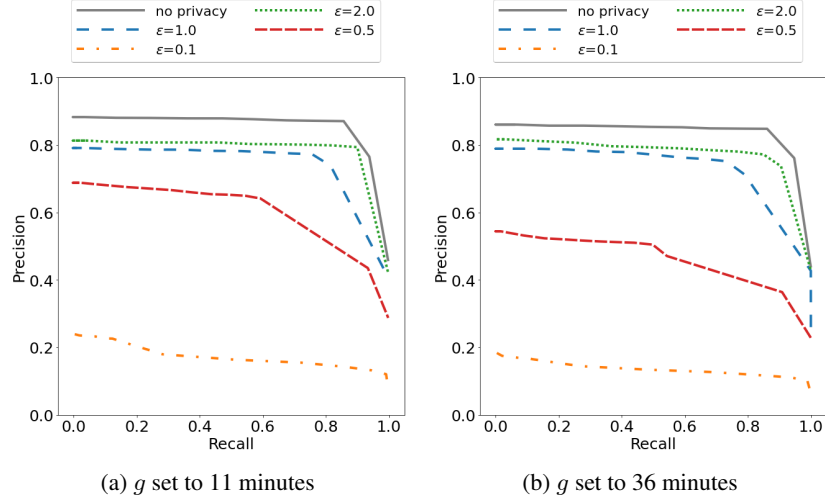 no privacy
ε=2.0
ε=1.0
ε=0.5
ε=0.1
1.0
0.8
0.6
0.4
0.2
0.0
Precision
0.0 0.2 0.4 0.6 0.8 1.0
Recall
(a) g set to 11 minutes
no privacy
ε=2.0
ε=1.0
ε=0.5
ε=0.1
1.0
0.8
0.6
0.4
0.2
0.0
Precision
0.0 0.2 0.4 0.6 0.8 1.0
Recall
(b) g set to 36 minutes